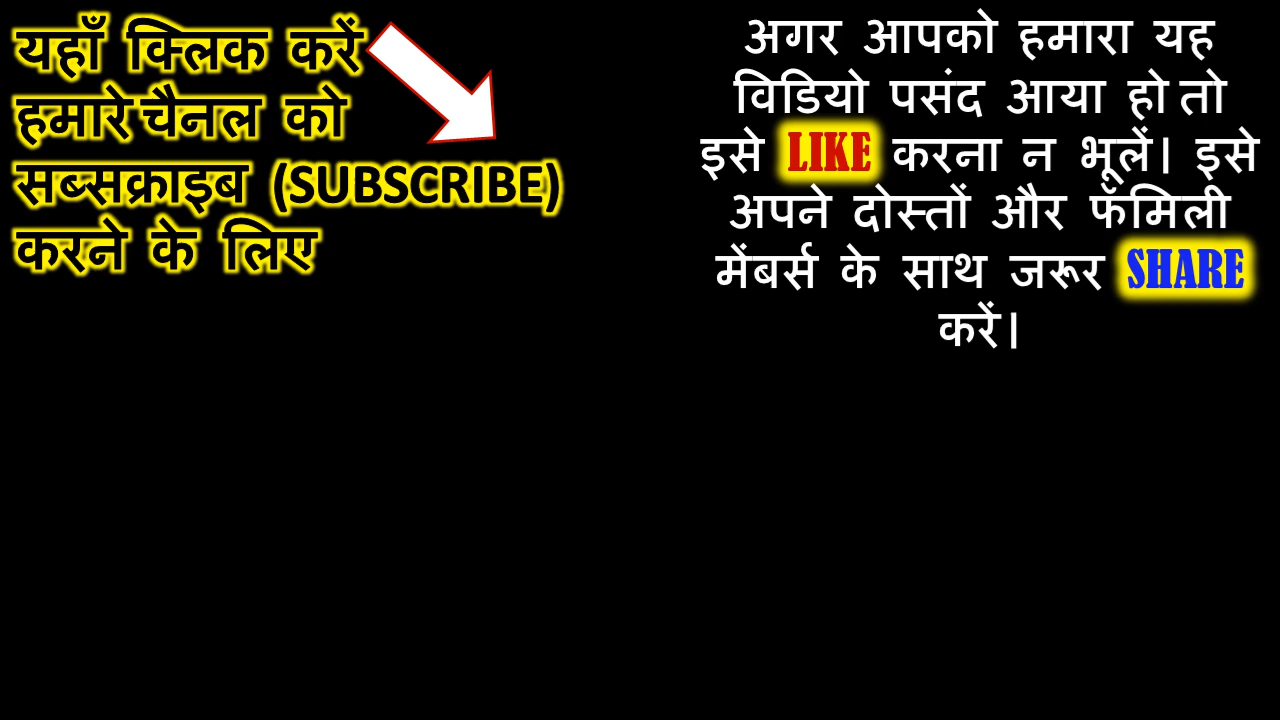 यहाँ क्लिक करें
हमारे चैनल को
सब्सक्राइब (SUBSCRIBE)
करने के लिए
अगर आपको हमारा यह
विडियो पसंद आया हो तो
इसे LIKE करना न भूलें। इसे
अपने दोस्तों और फॅमिली
मेंबर्स के साथ जरूर SHARE
करें।